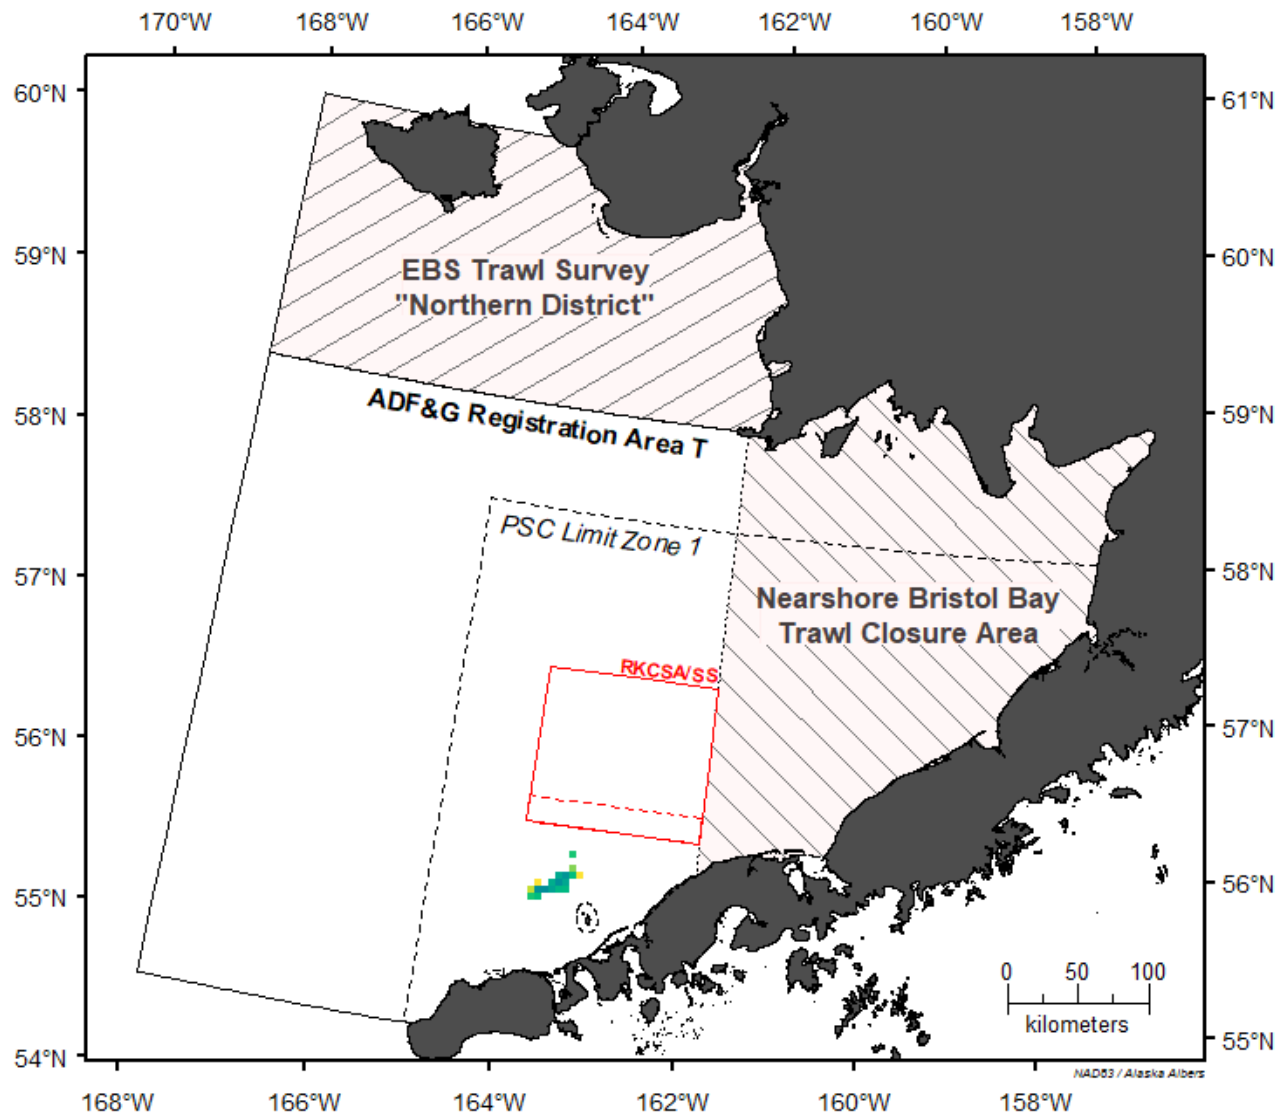 170°W 168°W 166°W 164°W 162°W 160°W 158°W
60°N
61°N
EBS Trawl Survey
"Northern District"
59°N
60°N
ADF&G Registration Area T
58°N
59°N
PSC Limit Zone 1
57°N
58°N
Nearshore Bristol Bay
Trawl Closure Area
RKCSA/SS
56°N
57°N
55°N
56°N
0 50 100
kilometers
54°N
55°N
NAD83 / Alaska Albers
168°W 166°W 164°W 162°W 160°W 158°W